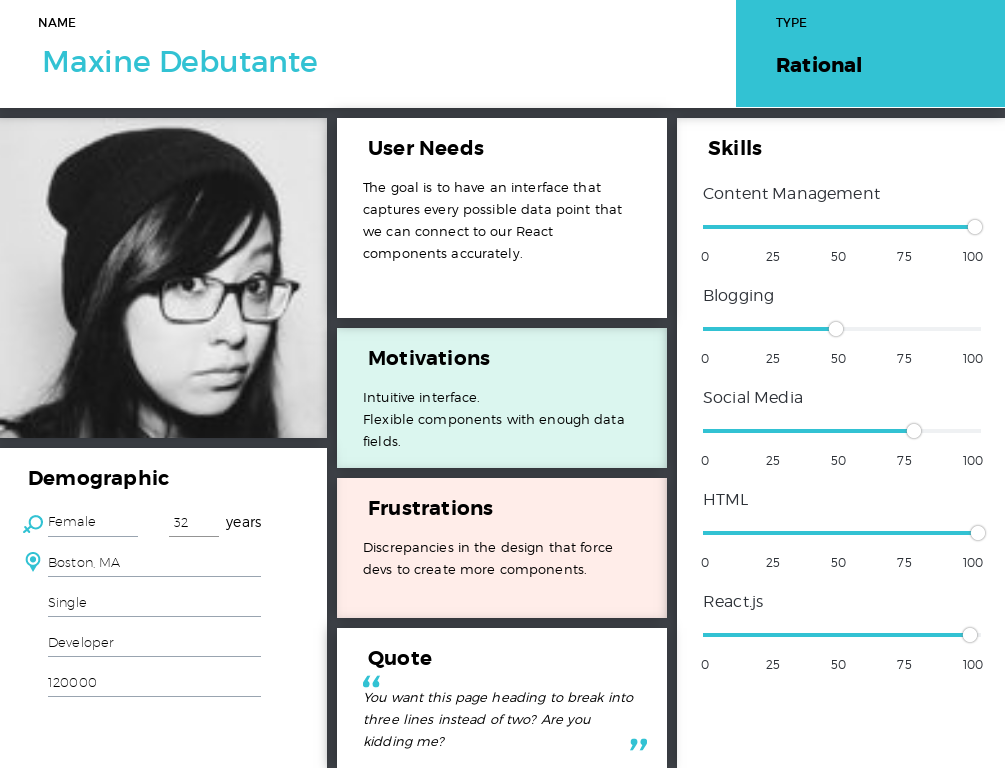 NAME
Maxine Debutante
TYPE
Rational
Demographic
Female 32 years
Boston, MA
Single
Developer
120000
User Needs
The goal is to have an interface that
captures every possible data point that
we can connect to our React
components accurately.
Motivations
Intuitive interface.
Flexible components with enough data
fields.
Frustrations
Discrepancies in the design that force
devs to create more components.
Quote
“
You want this page heading to break into
three lines instead of two? Are you
kidding me?
”
Skills
Content Management
0 25 50 75 100
Blogging
0 25 50 75 100
Social Media
0 25 50 75 100
HTML
0 25 50 75 100
React.js
0 25 50 75 100